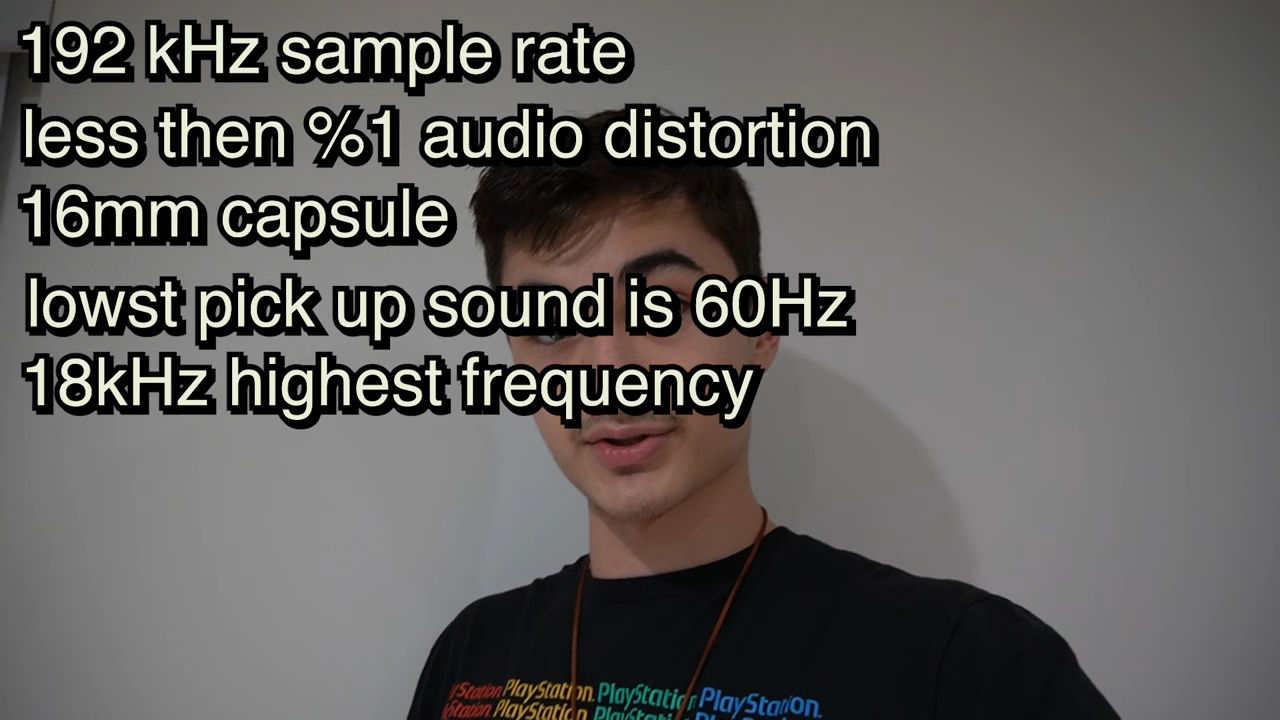 192 kHz sample rate
less then %1 audio distortion
16mm capsule
lowst pick up sound is 60Hz
18kHz highest frequency
PlayStation PlayStation PlayStation
PlayStation